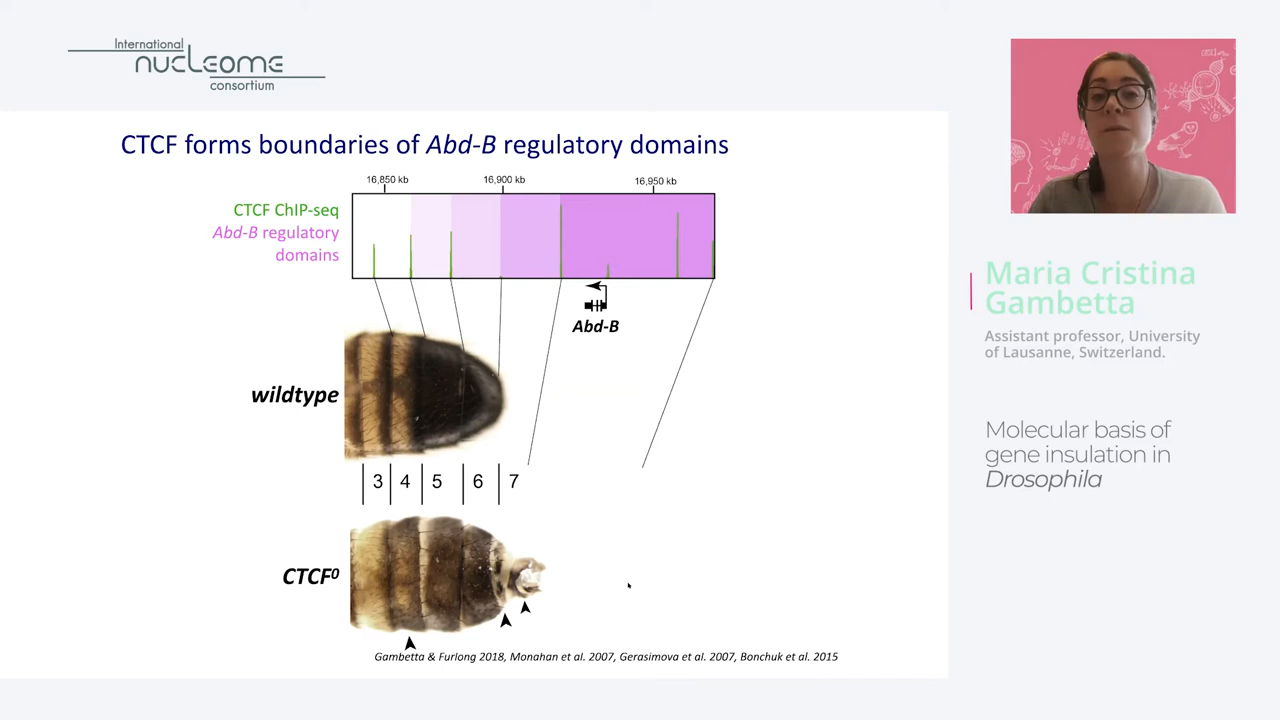 International
nucleome
consortium
CTCF forms boundaries of Abd-B regulatory domains
16,850 kb
16,900 kb
16,950 kb
CTCF ChIP-seq
Abd-B regulatory
domains
Abd-B
wildtype
3 4 5 6 7
CTCF⁰
Gambetta & Furlong 2018, Monahan et al. 2007, Gerasimova et al. 2007, Bonchuk et al. 2015
Maria Cristina
Gambetta
Assistant professor, University
of Lausanne, Switzerland.
Molecular basis of
gene insulation in
Drosophila